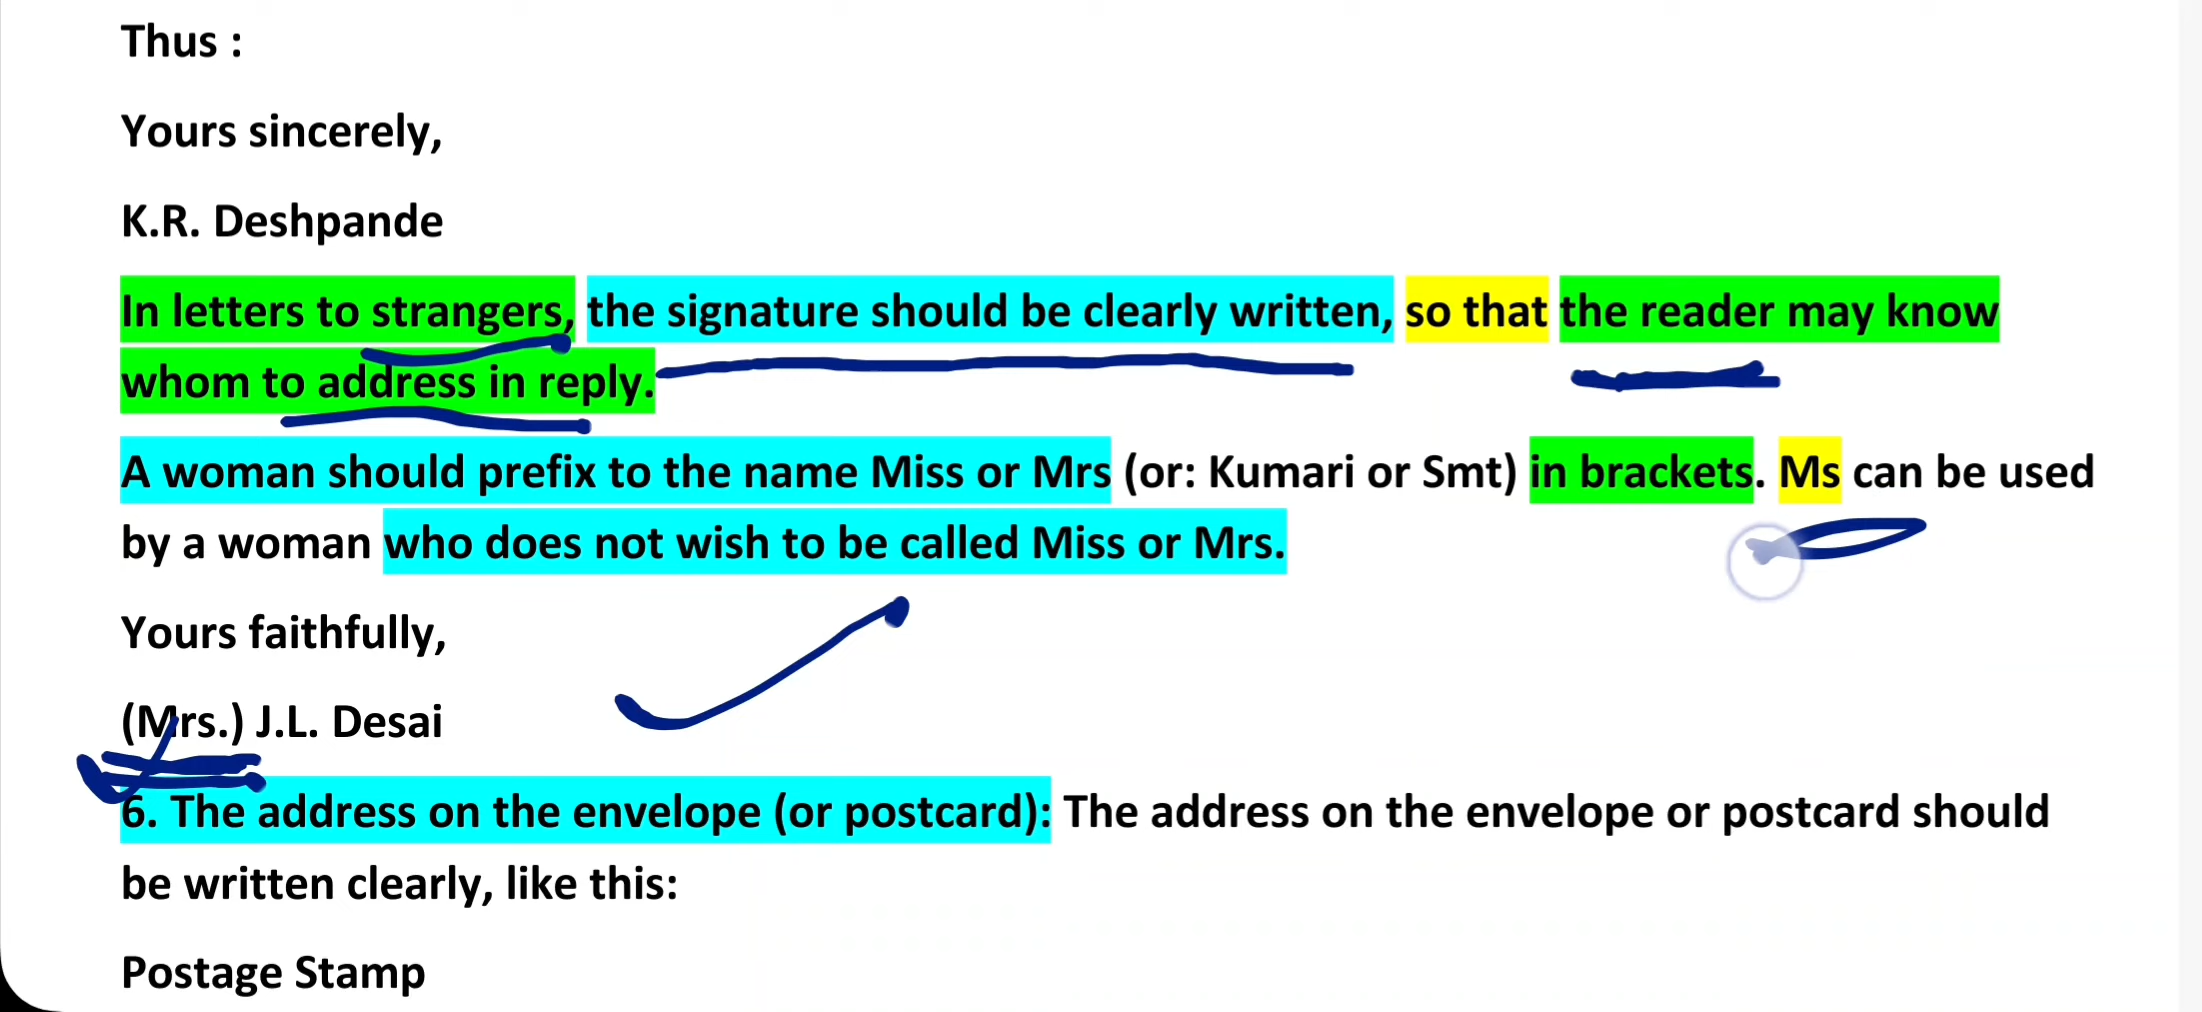 Thus :
Yours sincerely,
K.R. Deshpande
In letters to strangers, the signature should be clearly written, so that the reader may know
whom to address in reply.
A woman should prefix to the name Miss or Mrs (or: Kumari or Smt) in brackets. Ms can be used
by a woman who does not wish to be called Miss or Mrs.
Yours faithfully,
(Mrs.) J.L. Desai
6. The address on the envelope (or postcard): The address on the envelope or postcard should
be written clearly, like this:
Postage Stamp